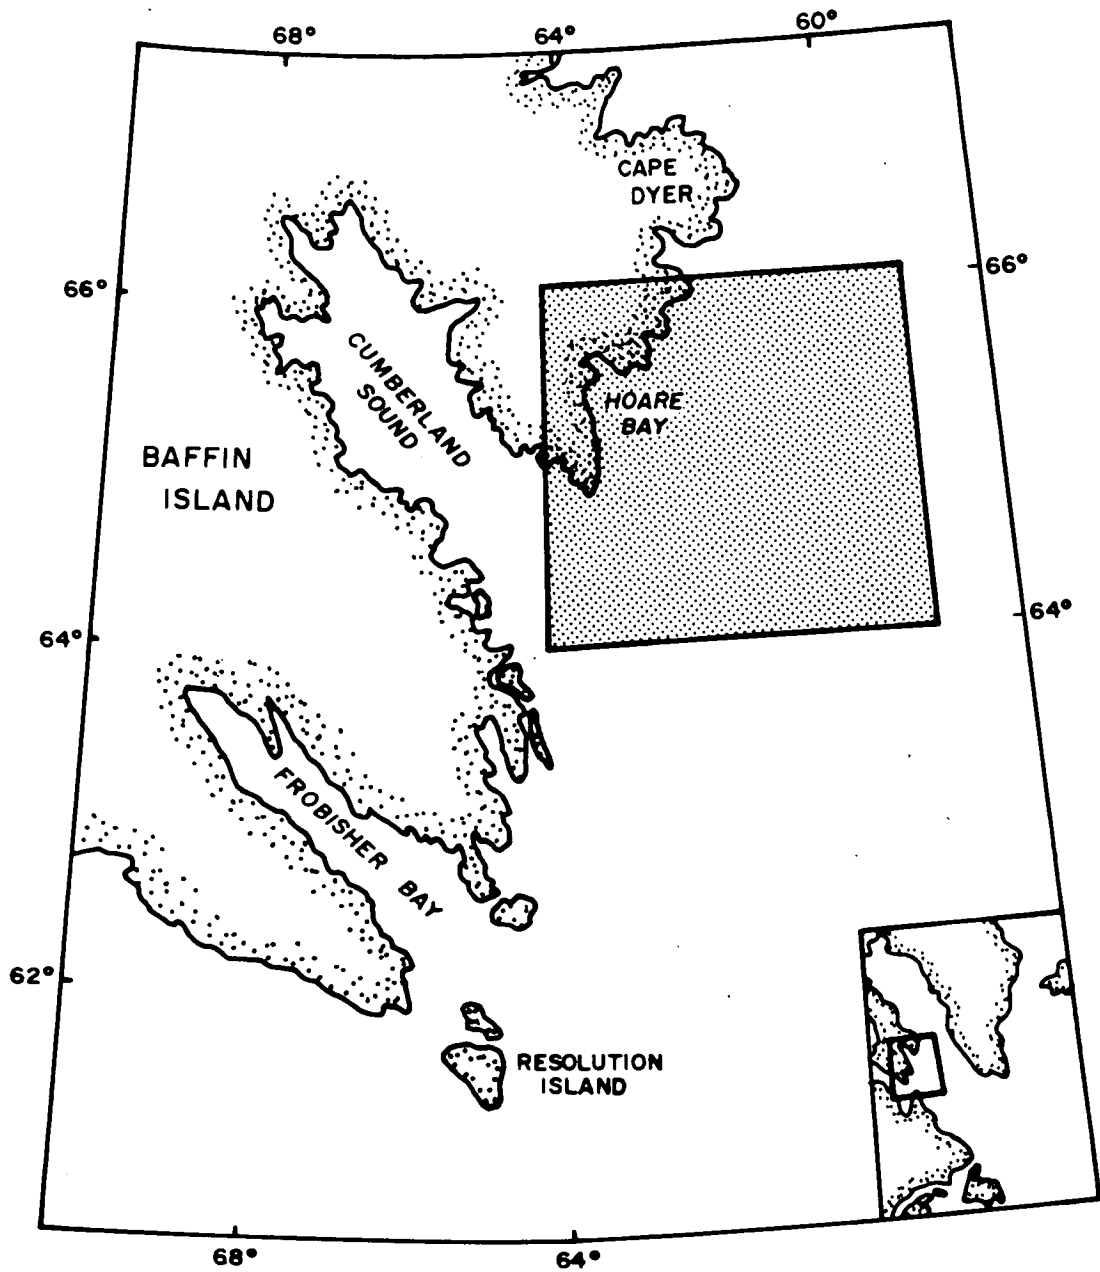 68°
64°
60°
CAPE
DYER
66°
66°
CUMBERLAND
SOUND
HOARE
BAY
BAFFIN
ISLAND
64°
64°
FROBISHER BAY
62°
RESOLUTION
ISLAND
68°
64°